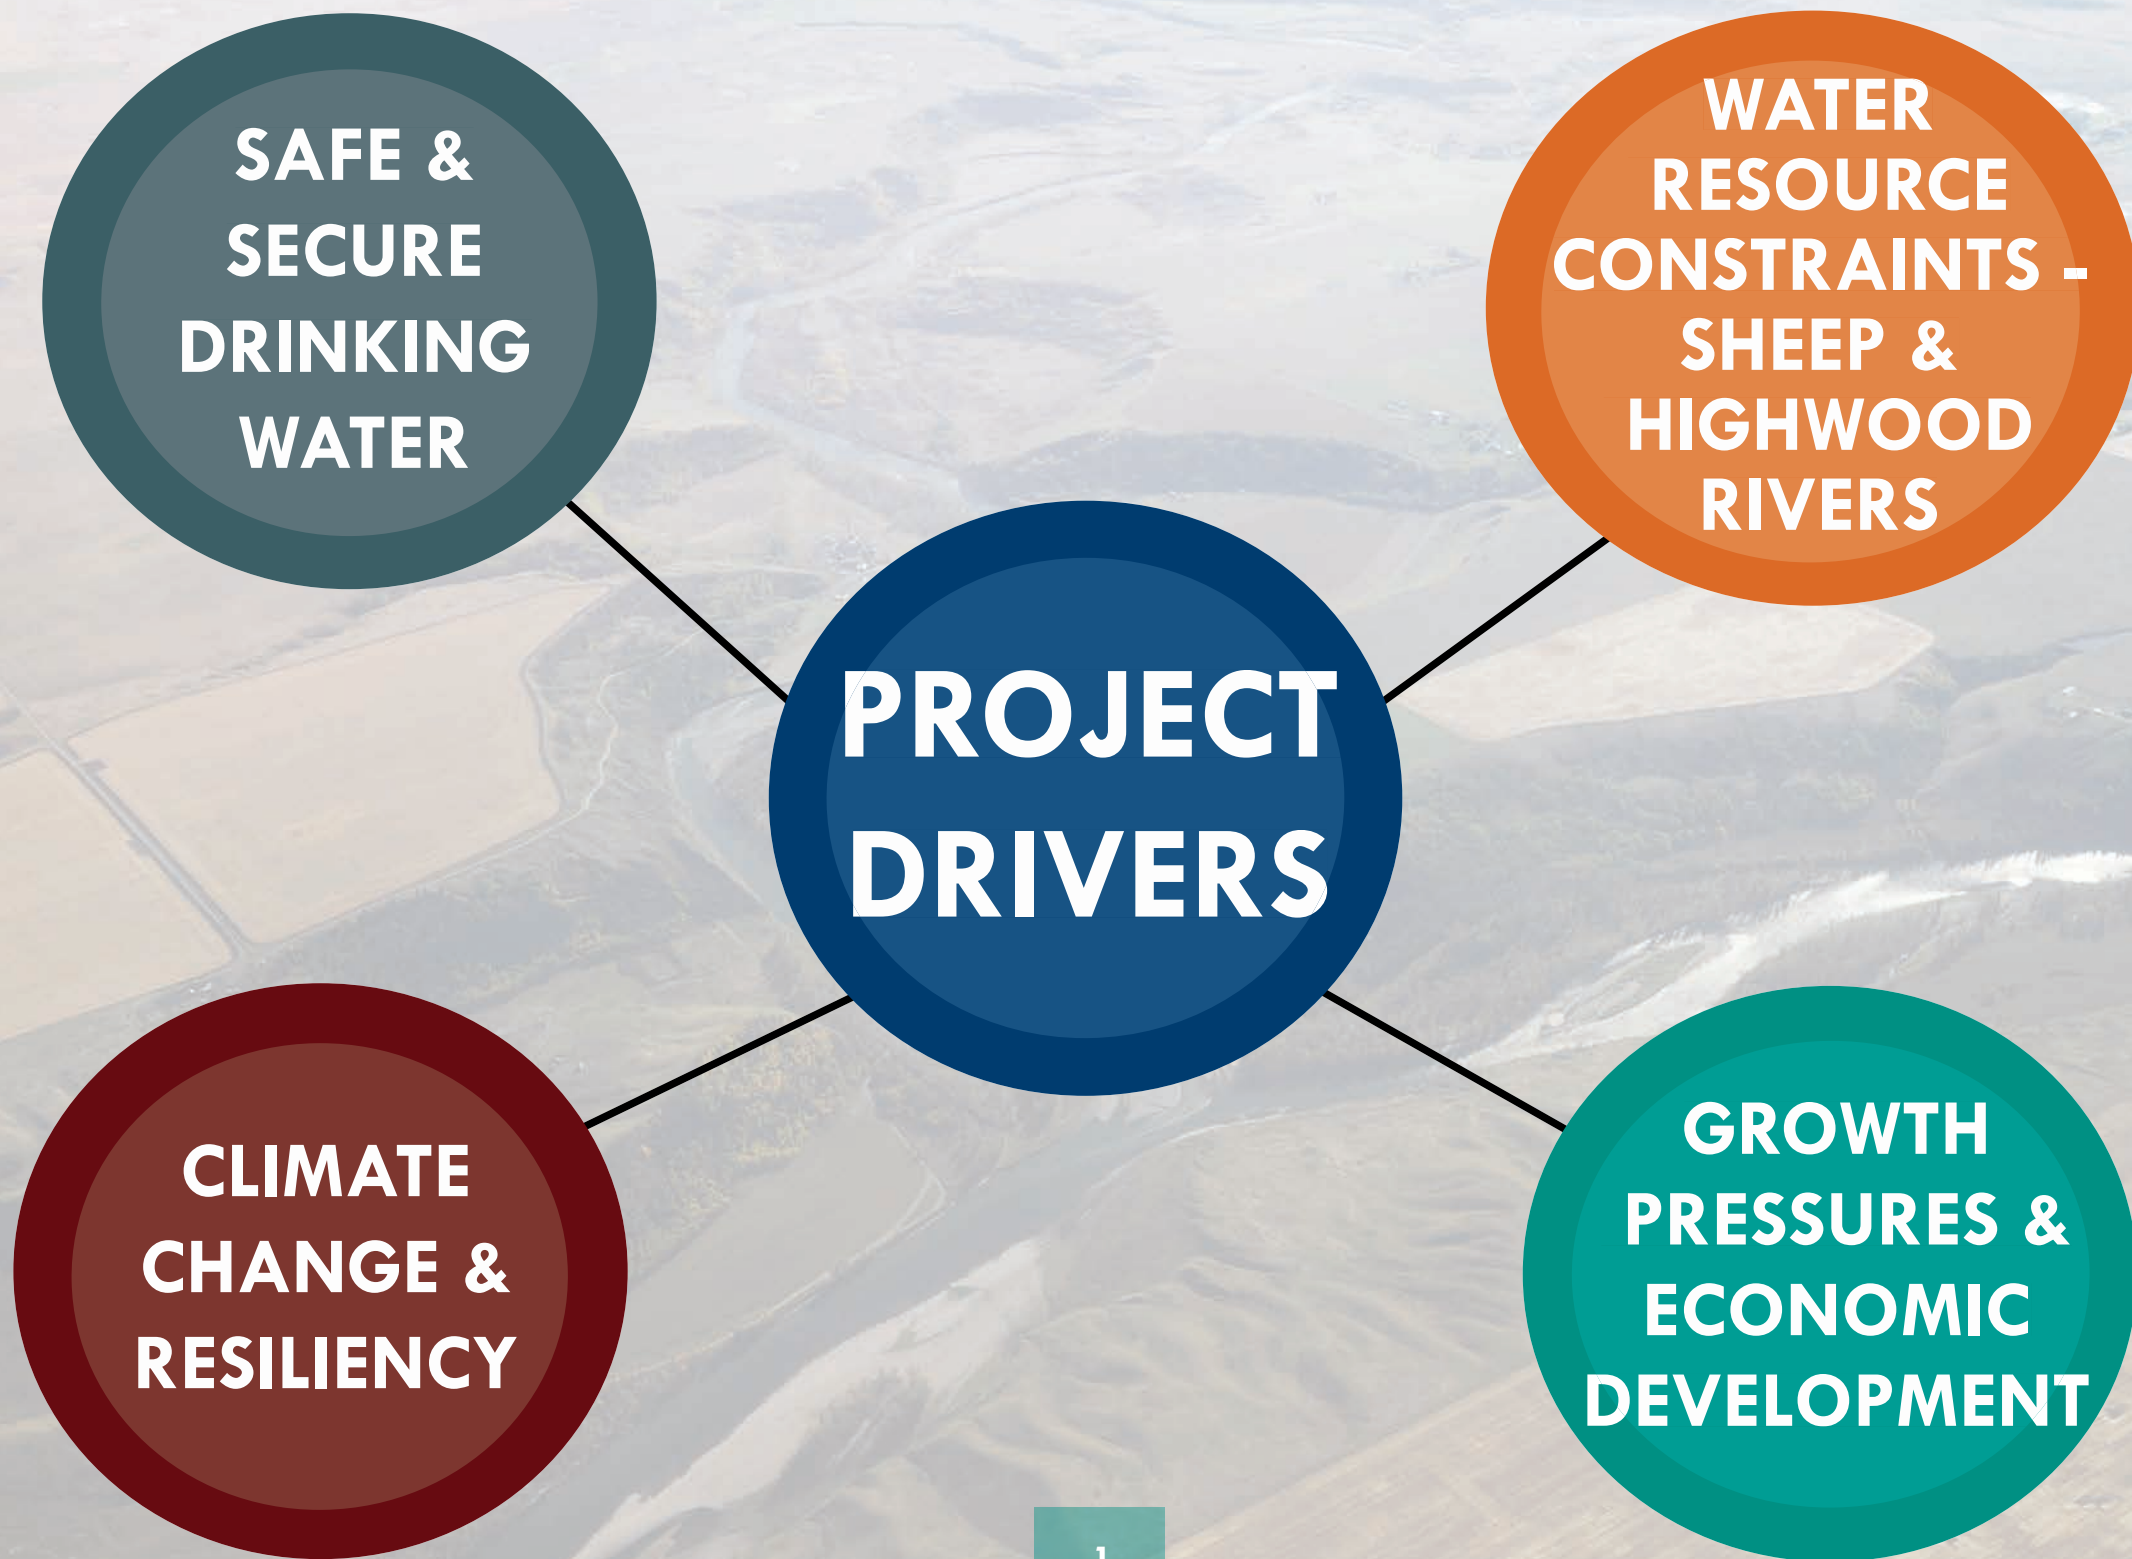 SAFE &
SECURE
DRINKING
WATER
WATER
RESOURCE
CONSTRAINTS -
SHEEP &
HIGHWOOD
RIVERS
PROJECT
DRIVERS
CLIMATE
CHANGE &
RESILIENCY
GROWTH
PRESSURES &
ECONOMIC
DEVELOPMENT
1